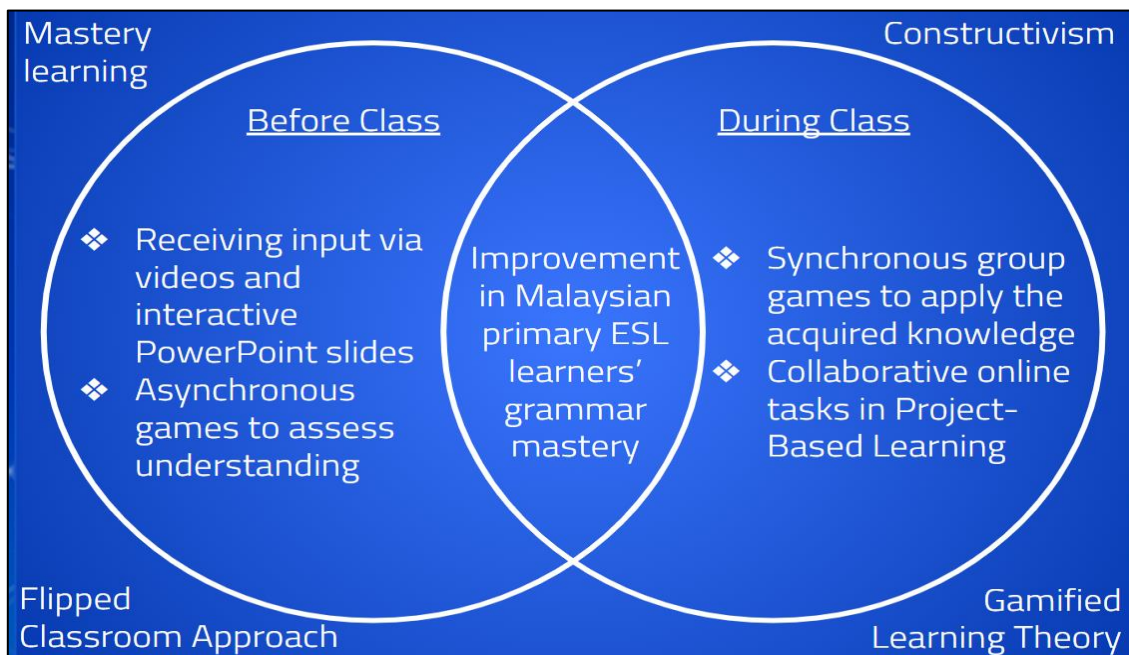 Mastery
learning
Constructivism
Before Class
❖ Receiving input via
videos and
interactive
PowerPoint slides
❖ Asynchronous
games to assess
understanding
Improvement
in Malaysian
primary ESL
learners’
grammar
mastery
During Class
❖ Synchronous group
games to apply the
acquired knowledge
❖ Collaborative online
tasks in Project-
Based Learning
Flipped
Classroom Approach
Gamified
Learning Theory